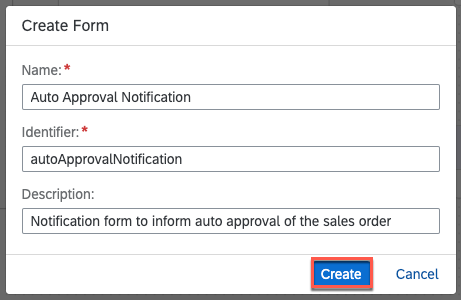 Create Form
Name: *
Auto Approval Notification
Identifier: *
autoApprovalNotification
Description:
Notification form to inform auto approval of the sales order
Create Cancel